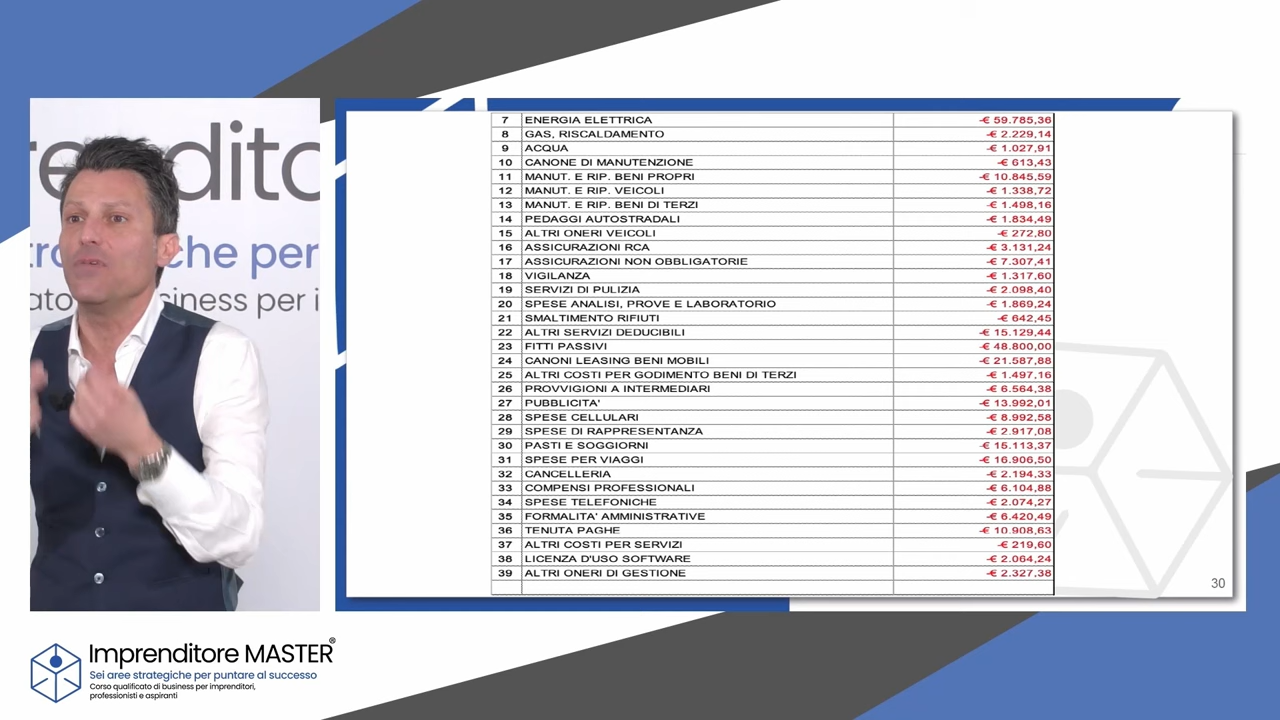 renditor
strategiche per
ato business per i
7 ENERGIA ELETTRICA -€ 59.785,36
8 GAS, RISCALDAMENTO -€ 2.229,14
9 ACQUA -€ 1.027,91
10 CANONE DI MANUTENZIONE -€ 613,43
11 MANUT. E RIP. BENI PROPRI -€ 10.845,59
12 MANUT. E RIP. VEICOLI -€ 1.338,72
13 MANUT. E RIP. BENI DI TERZI -€ 1.498,16
14 PEDAGGI AUTOSTRADALI -€ 1.834,49
15 ALTRI ONERI VEICOLI -€ 272,80
16 ASSICURAZIONI RCA -€ 3.131,24
17 ASSICURAZIONI NON OBBLIGATORIE -€ 7.307,41
18 VIGILANZA -€ 1.317,60
19 SERVIZI DI PULIZIA -€ 2.098,40
20 SPESE ANALISI, PROVE E LABORATORIO -€ 1.869,24
21 SMALTIMENTO RIFIUTI -€ 642,45
22 ALTRI SERVIZI DEDUCIBILI -€ 15.129,44
23 FITTI PASSIVI -€ 48.800,00
24 CANONI LEASING BENI MOBILI -€ 21.587,88
25 ALTRI COSTI PER GODIMENTO BENI DI TERZI -€ 1.497,16
26 PROVVIGIONI A INTERMEDIARI -€ 6.564,38
27 PUBBLICITA' -€ 13.992,01
28 SPESE CELLULARI -€ 8.992,58
29 SPESE DI RAPPRESENTANZA -€ 2.917,08
30 PASTI E SOGGIORNI -€ 15.113,37
31 SPESE PER VIAGGI -€ 16.906,50
32 CANCELLERIA -€ 2.194,33
33 COMPENSI PROFESSIONALI -€ 6.104,88
34 SPESE TELEFONICHE -€ 2.074,27
35 FORMALITA' AMMINISTRATIVE -€ 6.420,49
36 TENUTA PAGHE -€ 10.908,63
37 ALTRI COSTI PER SERVIZI -€ 219,60
38 LICENZA D'USO SOFTWARE -€ 2.064,24
39 ALTRI ONERI DI GESTIONE -€ 2.327,38
30
Imprenditore MASTER®
Sei aree strategiche per puntare al successo
Corso qualificato di business per imprenditori,
professionisti e aspiranti